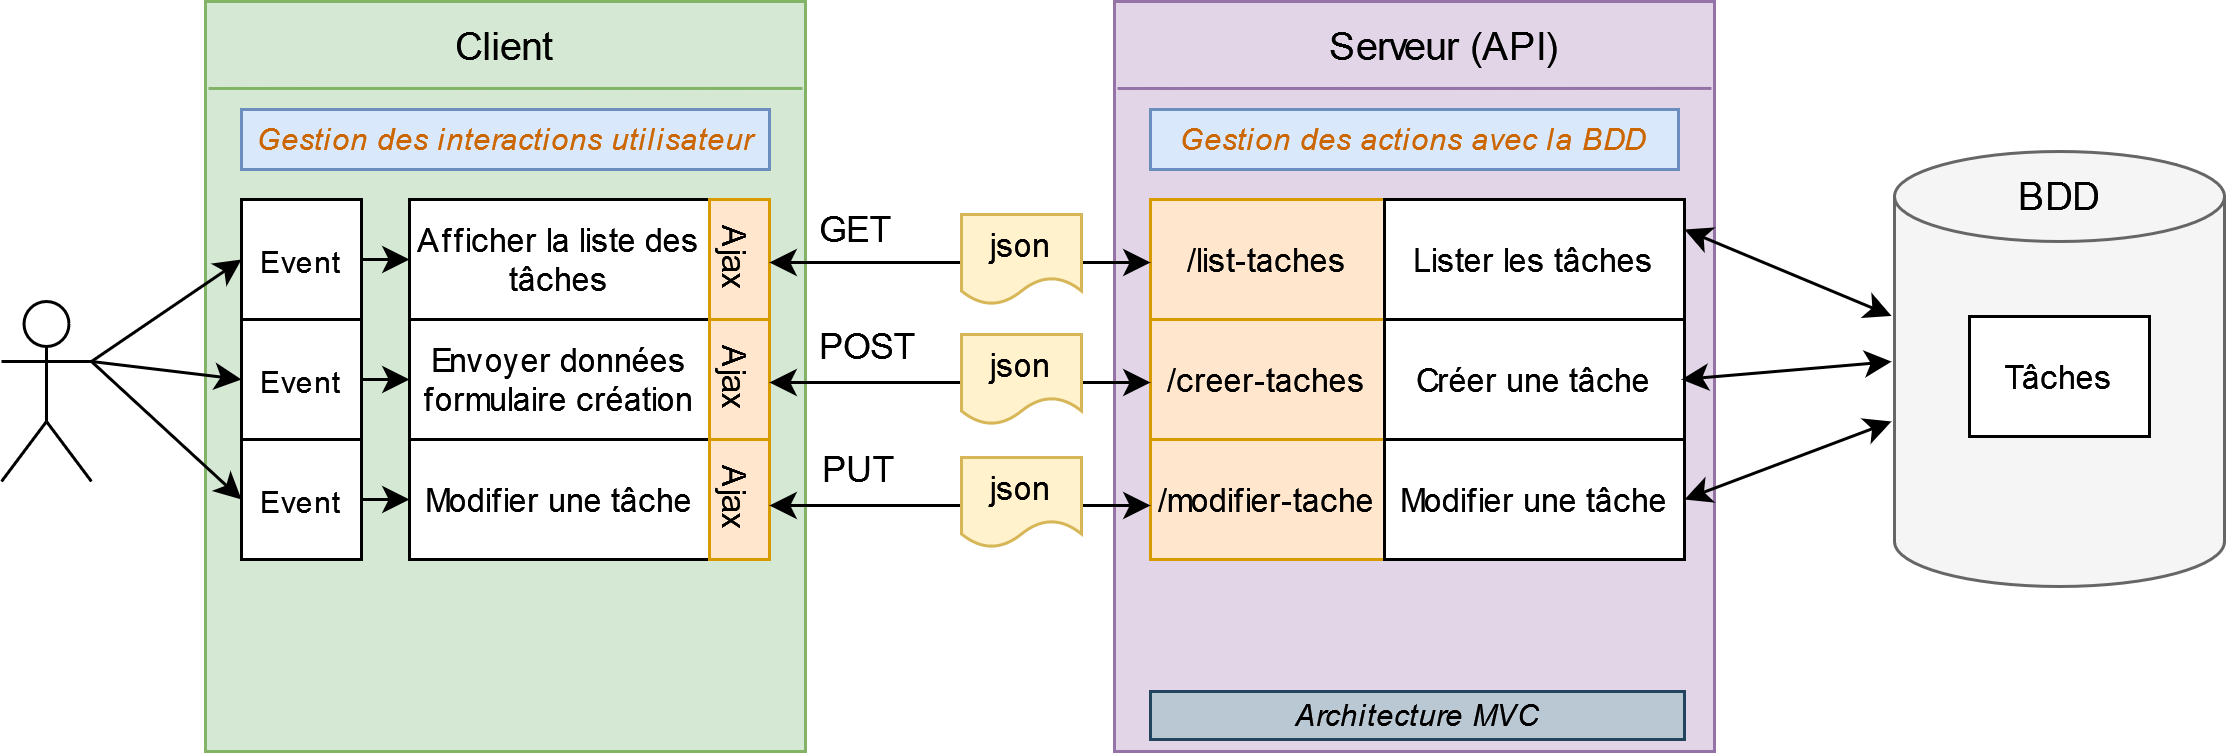 Client
Serveur (API)
Gestion des interactions utilisateur
Gestion des actions avec la BDD
BDD
Event
Afficher la liste des
tâches
Ajax
GET
json
/list-taches
Lister les tâches
Event
Envoyer données
formulaire création
Ajax
POST
json
/creer-taches
Créer une tâche
Tâches
Event
Modifier une tâche
Ajax
PUT
json
/modifier-tache
Modifier une tâche
Architecture MVC